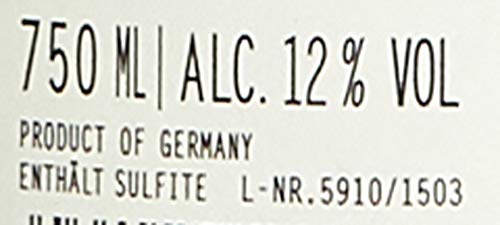 750 ML | ALC. 12 % VOL
PRODUCT OF GERMANY
ENTHÄLT SULFITE L-NR.5910/1503